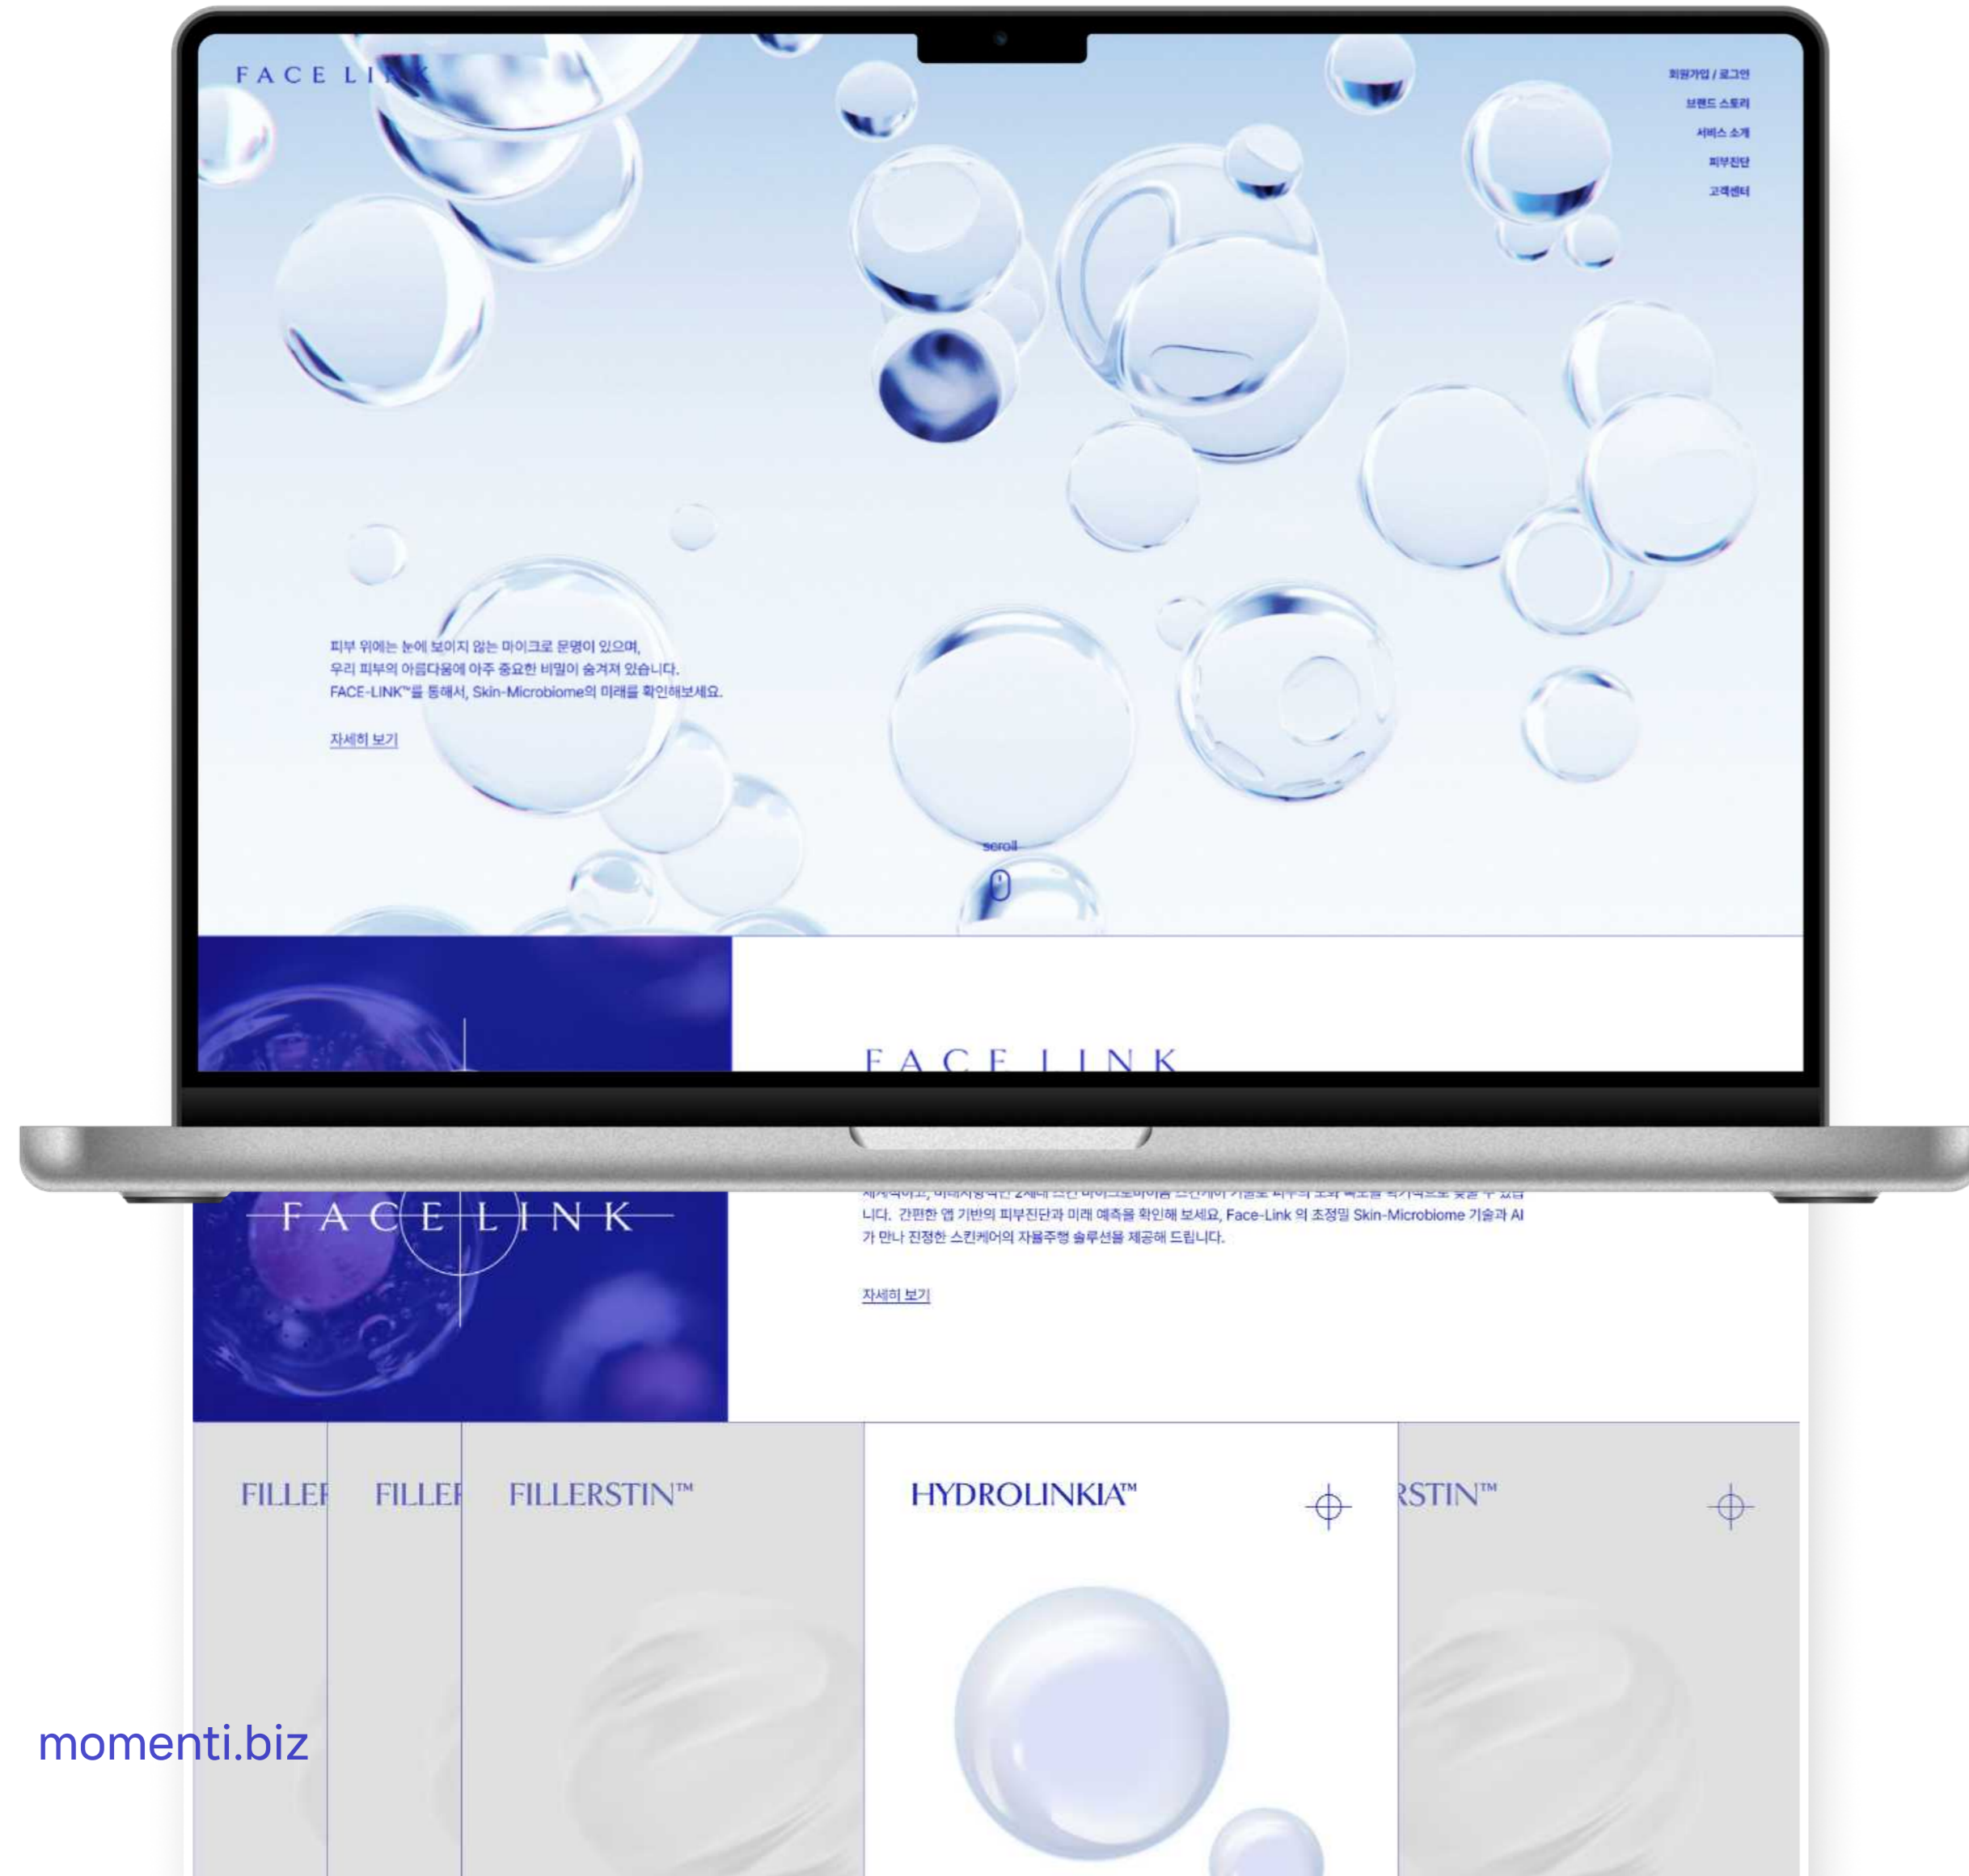 FACE LINK
회원가입 / 로그인
브랜드 스토리
서비스 소개
피부진단
고객센터
피부 위에는 눈에 보이지 않는 마이크로 문명이 있으며,
우리 피부의 아름다움에 아주 중요한 비밀이 숨겨져 있습니다.
FACE-LINK™를 통해서, Skin-Microbiome의 미래를 확인해보세요.
자세히 보기
scroll
FACE LINK
FACE LINK
니다. 간편한 앱 기반의 피부진단과 미래 예측을 확인해 보세요, Face-Link 의 초정밀 Skin-Microbiome 기술과 AI
가 만나 진정한 스킨케어의 자율주행 솔루션을 제공해 드립니다.
자세히 보기
FILLER
FILLER
FILLERSTIN™
HYDROLINKIA™
RSTIN™
momenti.biz